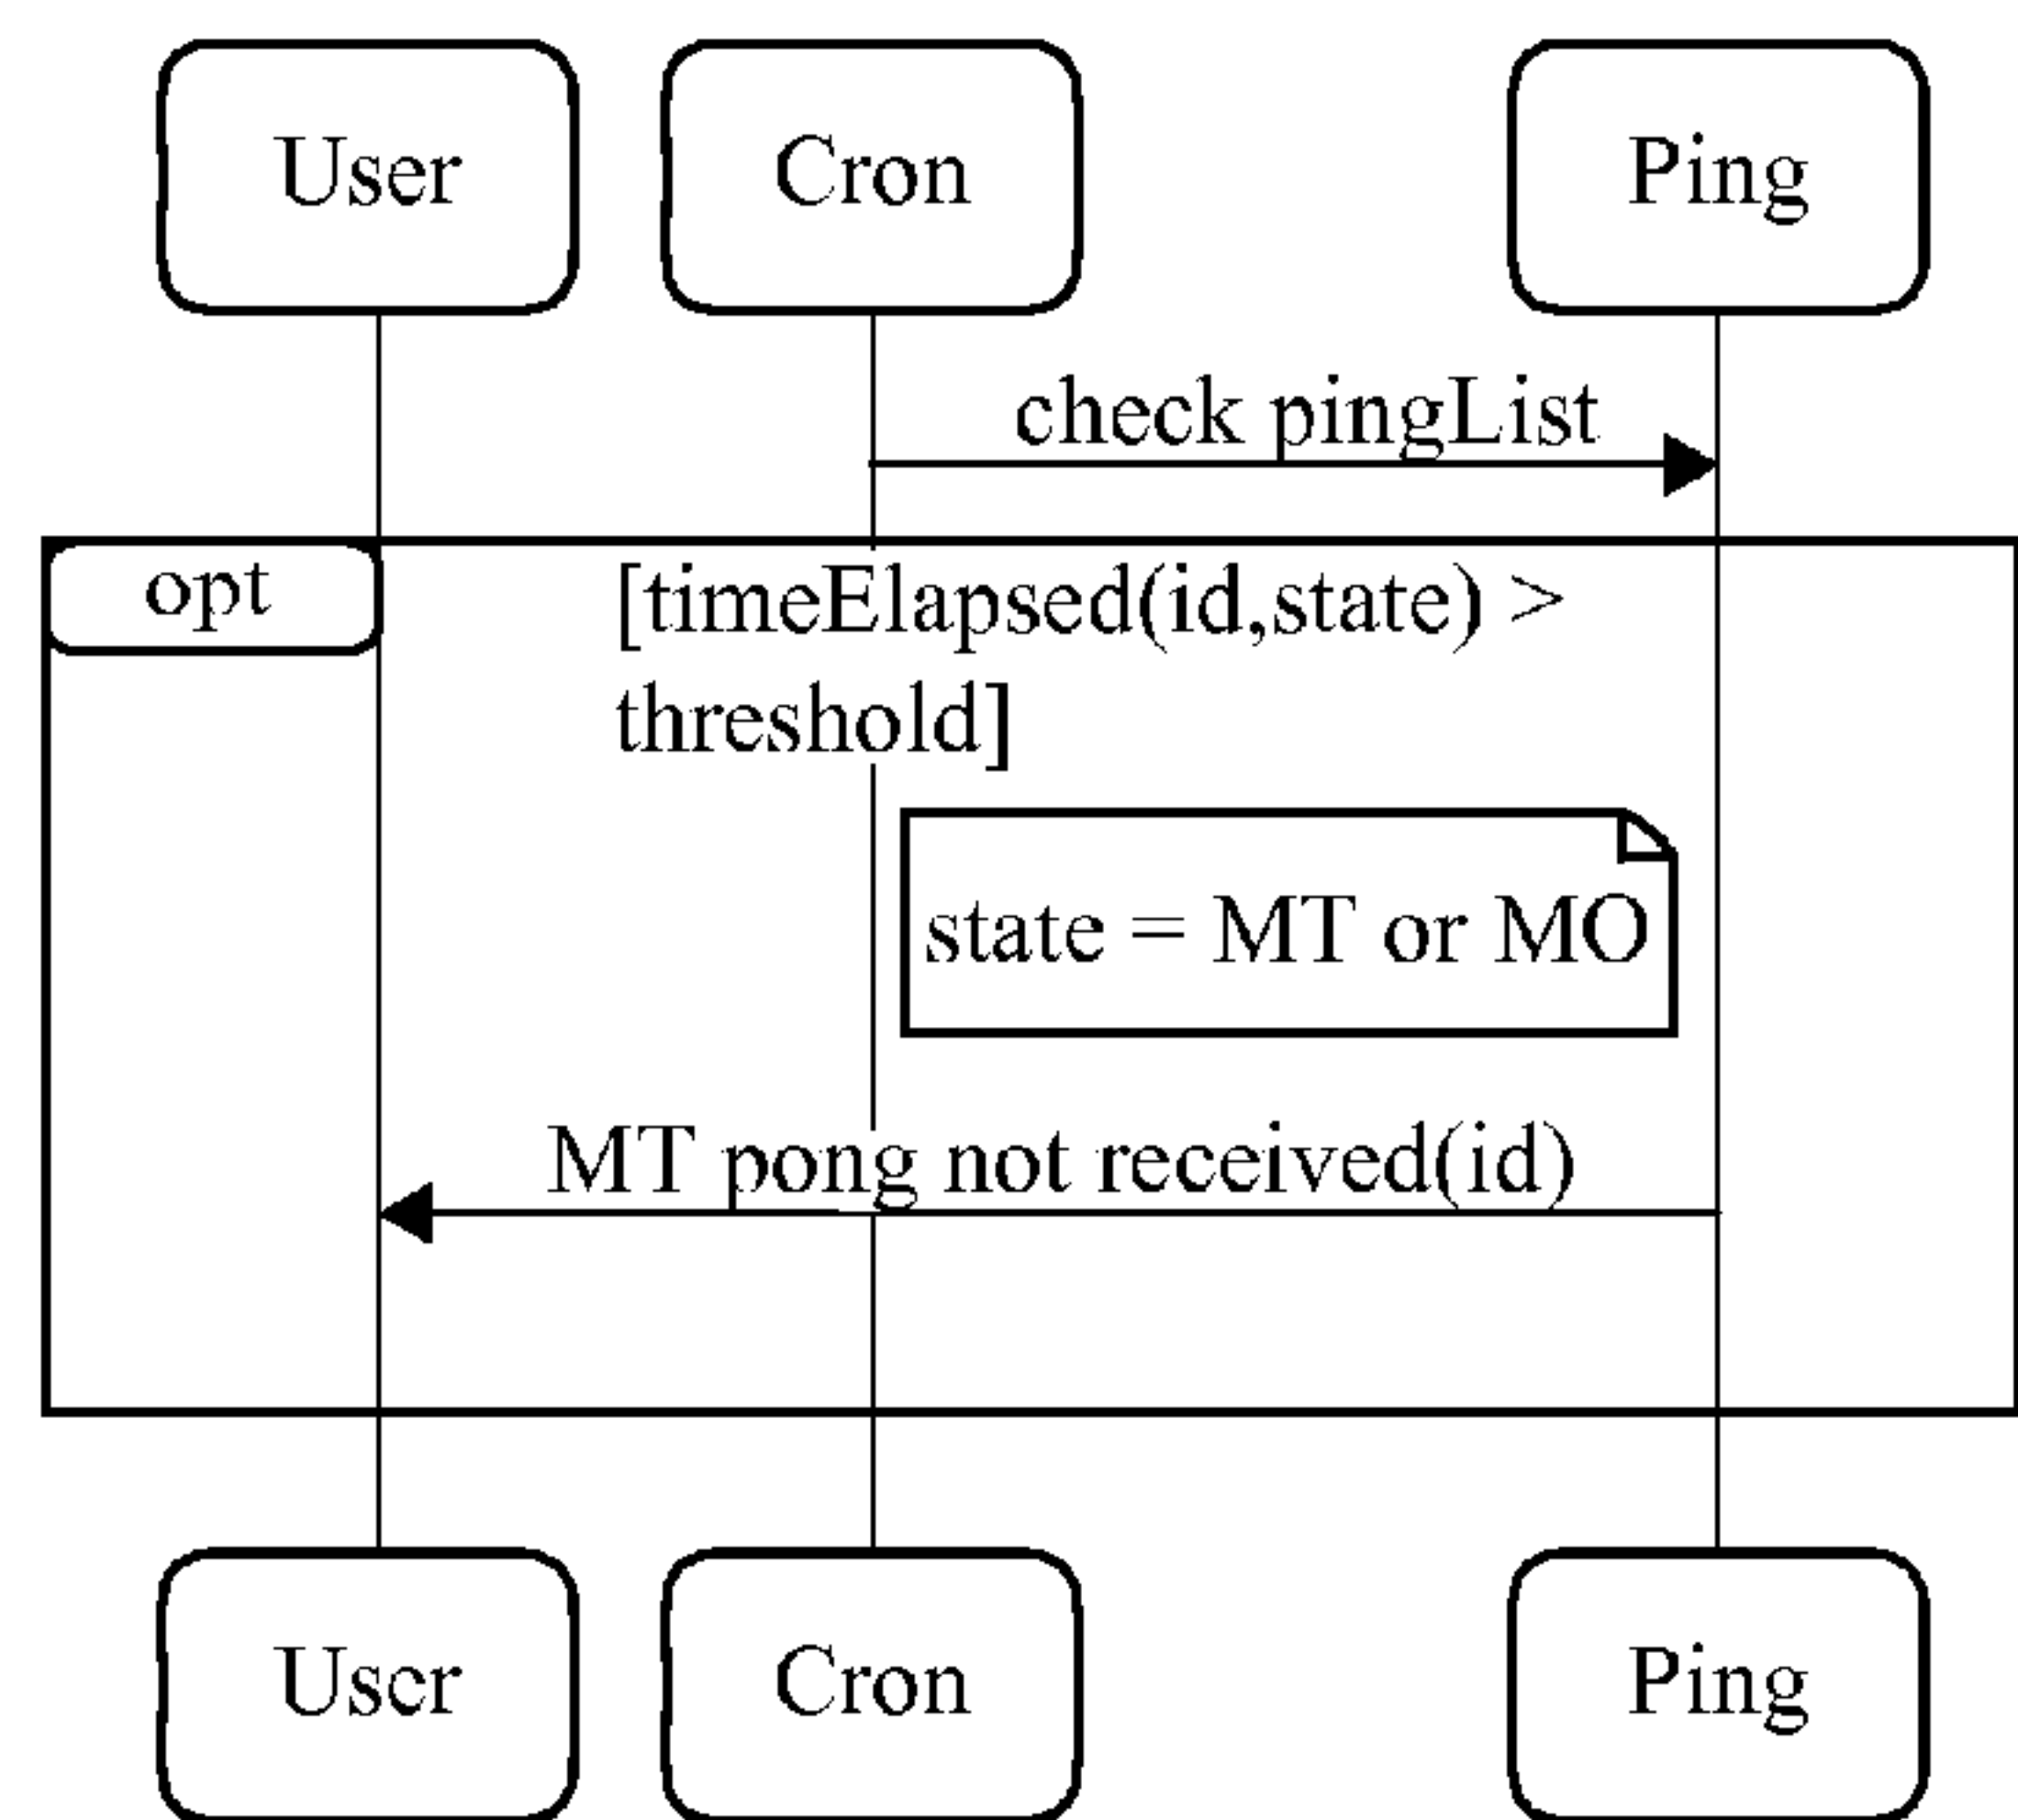 User Cron Ping
check pingList
opt [timeElapsed(id,state) >
threshold]
state = MT or MO
MT pong not received(id)
User Cron Ping